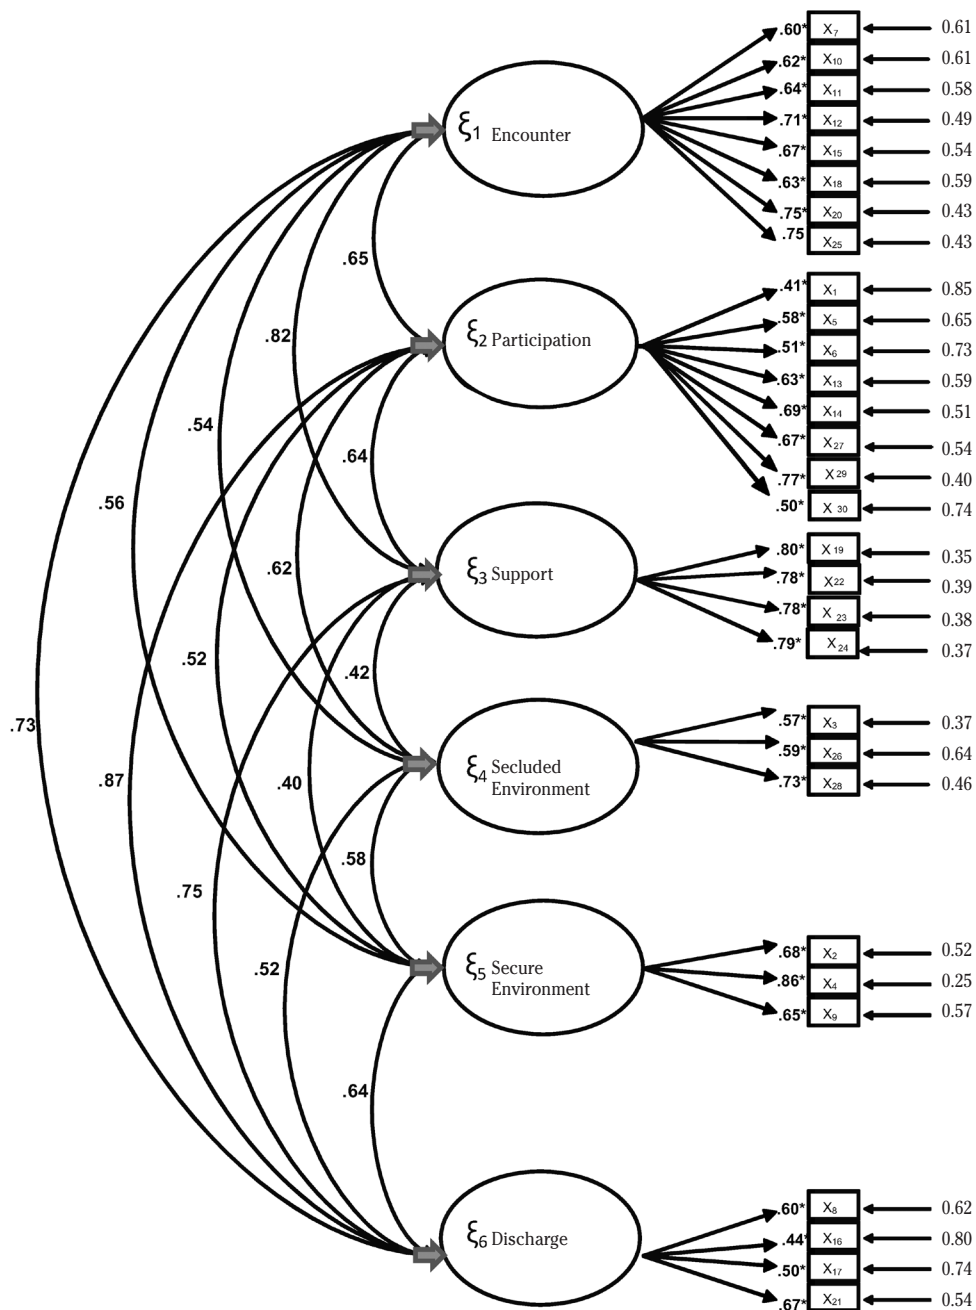 .60* X7 0.61
.62* X10 0.61
.64* X11 0.58
.71* X12 0.49
.67* X15 0.54
.63* X18 0.59
.75* X20 0.43
.75 X25 0.43
ξ1 Encounter
.65
.41* X1 0.85
.58* X5 0.65
.51* X6 0.73
.63* X13 0.59
.69* X14 0.51
.67* X27 0.54
.77* X29 0.40
.50* X30 0.74
ξ2 Participation
.82
.54
.64
.56
.80* X19 0.35
.78* X22 0.39
.78* X23 0.38
.79* X24 0.37
ξ3 Support
.62
.52
.42
.73
.57* X3 0.37
.59* X26 0.64
.73* X28 0.46
ξ4 Secluded
Environment
.87
.40
.58
.75
.68* X2 0.52
.86* X4 0.25
.65* X9 0.57
ξ5 Secure
Environment
.52
.64
.60* X8 0.62
.44* X16 0.80
.50* X17 0.74
.67* X21 0.54
ξ6 Discharge